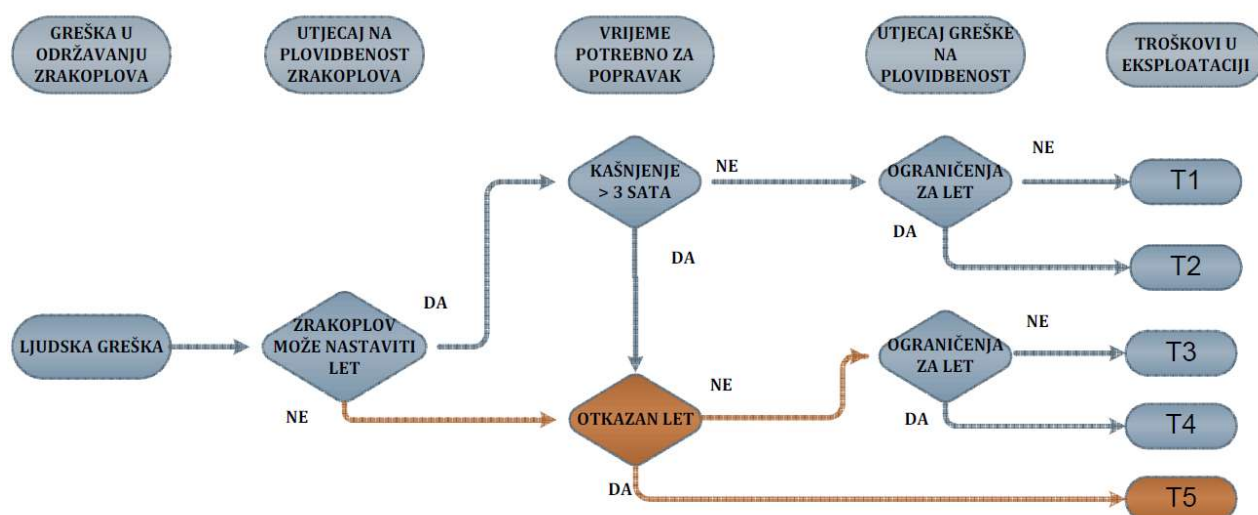 GREŠKA U
ODRŽAVANJU
ZRAKOPLOVA
UTJECAJ NA
PLOVIDBENOST
ZRAKOPLOVA
VRIJEME
POTREBNO ZA
POPRAVAK
UTJECAJ GREŠKE
NA
PLOVIDBENOST
TROŠKOVI U
EKSPLOATACIJI
KAŠNJENJE
> 3 SATA
NE
OGRANIČENJA
ZA LET
NE
T1
DA
T2
DA
DA
LJUDSKA GREŠKA
ZRAKOPLOV
MOŽE NASTAVITI
LET
NE
OTKAZAN LET
NE
OGRANIČENJA
ZA LET
NE
T3
DA
T4
DA
T5